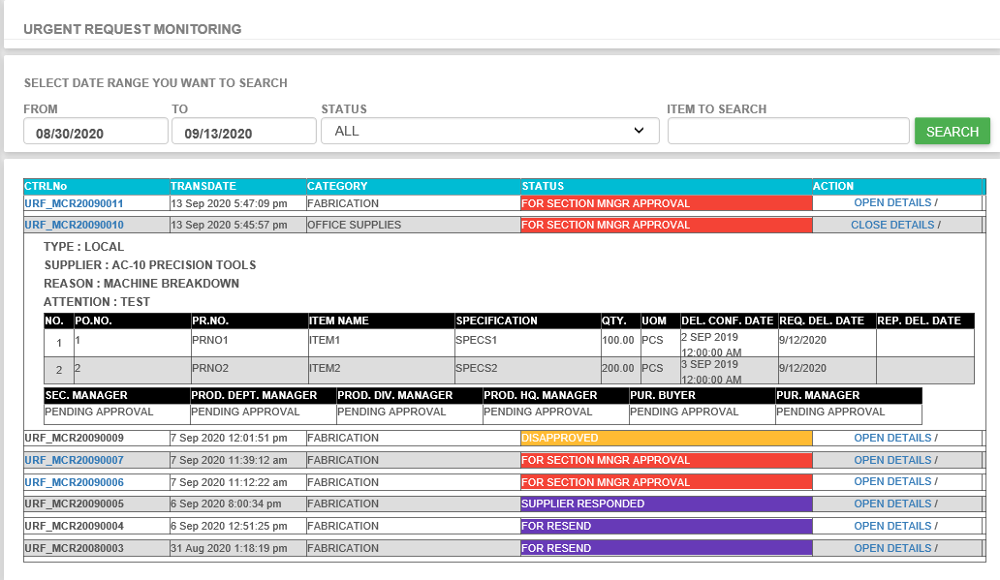 URGENT REQUEST MONITORING
SELECT DATE RANGE YOU WANT TO SEARCH
FROM TO STATUS ITEM TO SEARCH
08/30/2020 09/13/2020 ALL SEARCH
CTRLNo TRANSDATE CATEGORY STATUS ACTION
URF_MCR20090011 13 Sep 2020 5:47:09 pm FABRICATION FOR SECTION MNGR APPROVAL OPEN DETAILS /
URF_MCR20090010 13 Sep 2020 5:45:57 pm OFFICE SUPPLIES FOR SECTION MNGR APPROVAL CLOSE DETAILS /
TYPE : LOCAL
SUPPLIER : AC-10 PRECISION TOOLS
REASON : MACHINE BREAKDOWN
ATTENTION : TEST
NO. PO.NO. PR.NO. ITEM NAME SPECIFICATION QTY. UOM DEL. CONF. DATE REQ. DEL. DATE REP. DEL. DATE
1 1 PRNO1 ITEM1 SPECS1 100.00 PCS 2 SEP 2019 12:00:00 AM 9/12/2020
2 2 PRNO2 ITEM2 SPECS2 200.00 PCS 3 SEP 2019 12:00:00 AM 9/12/2020
SEC. MANAGER PROD. DEPT. MANAGER PROD. DIV. MANAGER PROD. HQ. MANAGER PUR. BUYER PUR. MANAGER
PENDING APPROVAL PENDING APPROVAL PENDING APPROVAL PENDING APPROVAL PENDING APPROVAL PENDING APPROVAL
URF_MCR20090009 7 Sep 2020 12:01:51 pm FABRICATION DISAPPROVED OPEN DETAILS /
URF_MCR20090007 7 Sep 2020 11:39:12 am FABRICATION FOR SECTION MNGR APPROVAL OPEN DETAILS /
URF_MCR20090006 7 Sep 2020 11:12:22 am FABRICATION FOR SECTION MNGR APPROVAL OPEN DETAILS /
URF_MCR20090005 6 Sep 2020 8:00:34 pm FABRICATION SUPPLIER RESPONDED OPEN DETAILS /
URF_MCR20090004 6 Sep 2020 12:51:25 pm FABRICATION FOR RESEND OPEN DETAILS /
URF_MCR20080003 31 Aug 2020 1:18:19 pm FABRICATION FOR RESEND OPEN DETAILS /